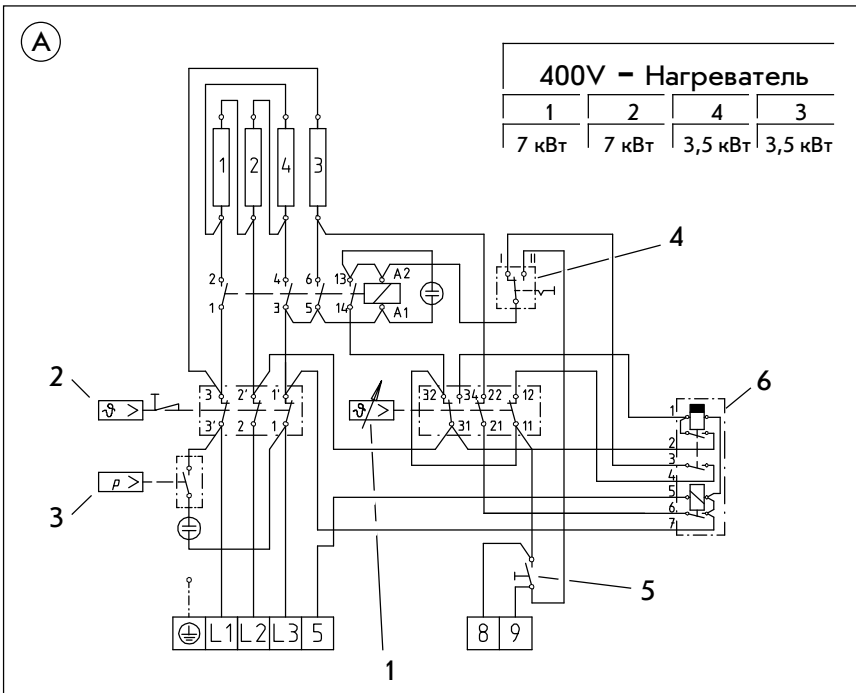 A
400V – Нагреватель
1 2 4 3
7 кВт 7 кВт 3,5 кВт 3,5 кВт
1 2 4 3
I II
4
2 4 6 13 A2
1 3 5 14 A1
2
3 2' 1' 32 34 22 12
6
ϑ > ϑ >
3' 2 1 31 21 11
1
2
3
4
5
6
7
p >
3
5
L1 L2 L3 5 8 9
1